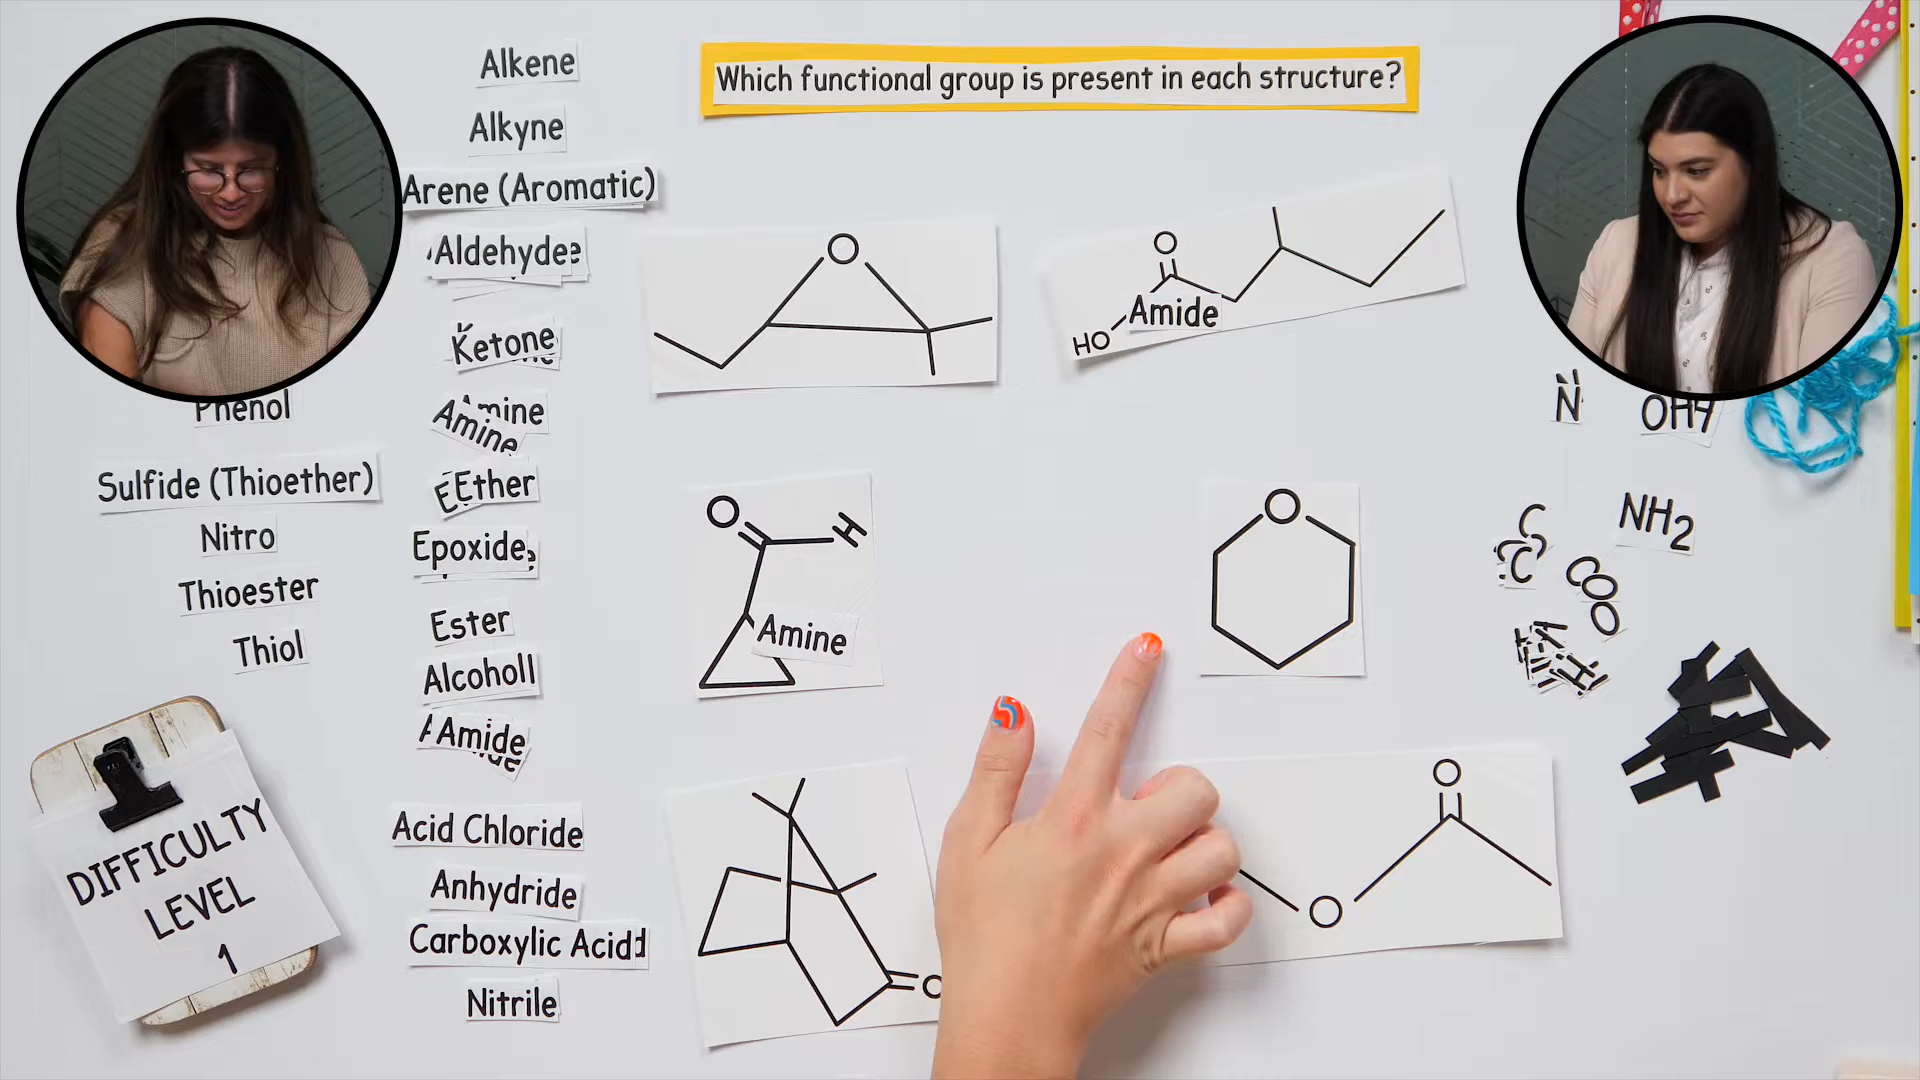 Which functional group is present in each structure?
Alkene
Alkyne
Arene (Aromatic)
Aldehyde
Ketone
Amine
Amine
Ether
Epoxide
Ester
Alcohol
Amide
Acid Chloride
Anhydride
Carboxylic Acid
Nitrile
Phenol
Sulfide (Thioether)
Nitro
Thioester
Thiol
DIFFICULTY
LEVEL
1
O
O
Amide
HO
O
H
Amine
O
O
O
O
N
OH
NH2
C
C
O
O
O
H